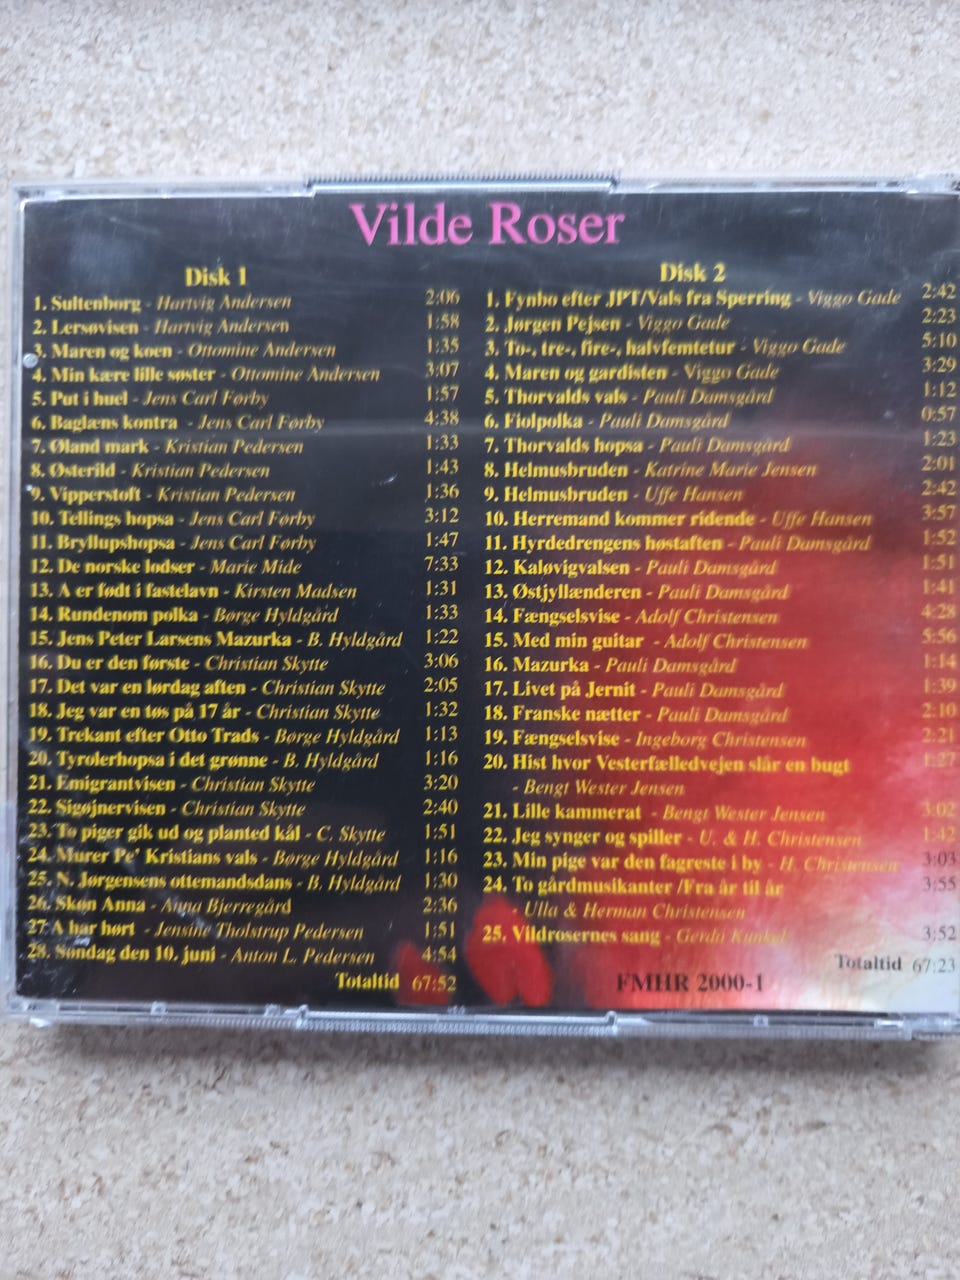 Vilde Roser
Disk 1
1. Sultenborg - Hartvig Andersen 2:06
2. Lersøvisen - Hartvig Andersen 1:58
3. Maren og koen - Ottomine Andersen 1:35
4. Min kære lille søster - Ottomine Andersen 3:07
5. Put i huel - Jens Carl Førby 1:57
6. Baglæns kontra - Jens Carl Førby 4:38
7. Øland mark - Kristian Pedersen 1:33
8. Østerild - Kristian Pedersen 1:43
9. Vipperstoft - Kristian Pedersen 1:36
10. Tellings hopsa - Jens Carl Førby 3:12
11. Bryllupshopsa - Jens Carl Førby 1:47
12. De norske lodser - Marie Mide 7:33
13. A er født i fastelavn - Kirsten Madsen 1:31
14. Rundenom polka - Børge Hyldgård 1:33
15. Jens Peter Larsens Mazurka - B. Hyldgård 1:22
16. Du er den første - Christian Skytte 3:06
17. Det var en lørdag aften - Christian Skytte 2:05
18. Jeg var en tøs på 17 år - Christian Skytte 1:32
19. Trekant efter Otto Trads - Børge Hyldgård 1:13
20. Tyrolerhopsa i det grønne - B. Hyldgård 1:16
21. Emigrantvisen - Christian Skytte 3:20
22. Sigøjnervisen - Christian Skytte 2:40
23. To piger gik ud og planted kål - C. Skytte 1:51
24. Murer Pe' Kristians vals - Børge Hyldgård 1:16
25. N. Jørgensens ottemandsdans - B. Hyldgård 1:30
26. Skøn Anna - Anna Bjerregård 2:36
27. A har hørt - Jensine Tholstrup Pedersen 1:51
28. Søndag den 10. juni - Anton L. Pedersen 4:54
Totaltid 67:52
Disk 2
1. Fynbo efter JPT/Vals fra Sperring - Viggo Gade 2:42
2. Jørgen Pejsen - Viggo Gade 2:23
3. To-, tre-, fire-, halvfemtetur - Viggo Gade 5:10
4. Maren og gardisten - Viggo Gade 3:29
5. Thorvalds vals - Pauli Damsgård 1:12
6. Fiolpolka - Pauli Damsgård 0:57
7. Thorvalds hopsa - Pauli Damsgård 1:23
8. Helmusbruden - Katrine Marie Jensen 2:01
9. Helmusbruden - Uffe Hansen 2:42
10. Herremand kommer ridende - Uffe Hansen 3:57
11. Hyrdedrengens høstaften - Pauli Damsgård 1:52
12. Kaløvigvalsen - Pauli Damsgård 1:51
13. Østjyllænderen - Pauli Damsgård 1:41
14. Fængselsvise - Adolf Christensen 4:28
15. Med min guitar - Adolf Christensen 5:56
16. Mazurka - Pauli Damsgård 1:14
17. Livet på Jernit - Pauli Damsgård 1:39
18. Franske nætter - Pauli Damsgård 2:10
19. Fængselsvise - Ingeborg Christensen 2:21
20. Hist hvor Vesterfælledvejen slår en bugt 1:27
- Bengt Wester Jensen
21. Lille kammerat - Bengt Wester Jensen 3:02
22. Jeg synger og spiller - U. & H. Christensen 1:42
23. Min pige var den fagreste i by - H. Christensen 3:03
24. To gårdmusikanter /Fra år til år 3:55
- Ulla & Herman Christensen
25. Vildrosernes sang - Gerdti Kunkel 3:52
Totaltid 67:23
FMHR 2000-1